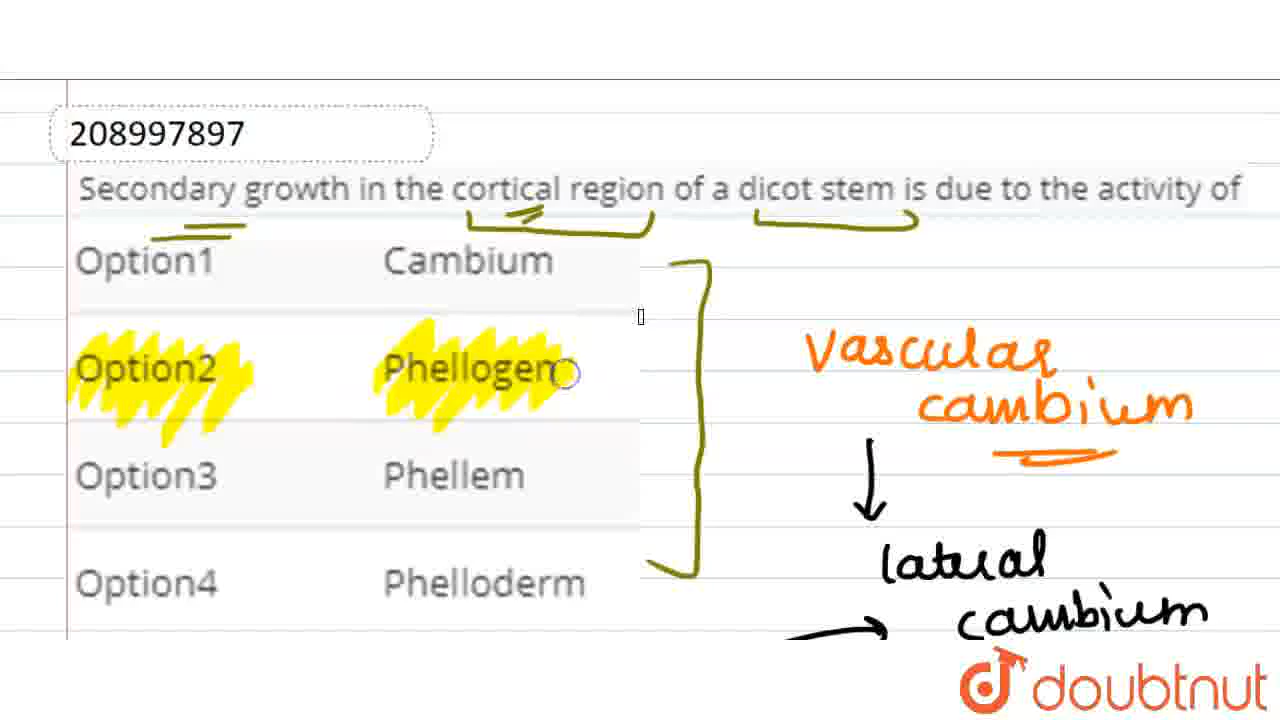 208997897
Secondary growth in the cortical region of a dicot stem is due to the activity of
Option1 Cambium
Option2 Phellogen
Option3 Phellem
Option4 Phelloderm
Vascular
cambium
lateral
cambium
doubtnut